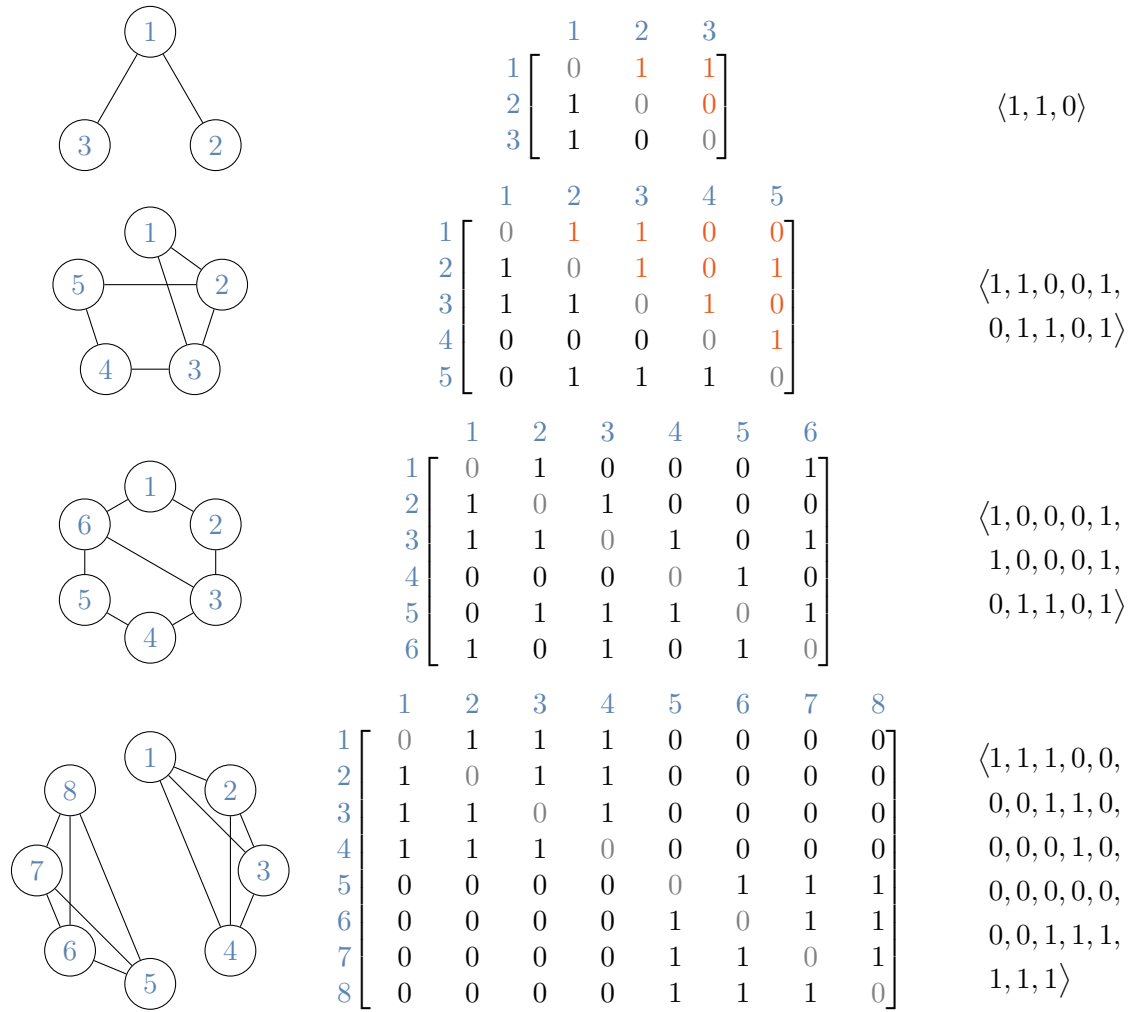 1
3 2
1 2 3
1 0 1 1
2 1 0 0
3 1 0 0
⟨1, 1, 0⟩
1
5 2
4 3
1 2 3 4 5
1 0 1 1 0 0
2 1 0 1 0 1
3 1 1 0 1 0
4 0 0 0 0 1
5 0 1 1 1 0
⟨1, 1, 0, 0, 1,
0, 1, 1, 0, 1⟩
1
6 2
5 3
4
1 2 3 4 5 6
1 0 1 0 0 0 1
2 1 0 1 0 0 0
3 1 1 0 1 0 1
4 0 0 0 0 1 0
5 0 1 1 1 0 1
6 1 0 1 0 1 0
⟨1, 0, 0, 0, 1,
1, 0, 0, 0, 1,
0, 1, 1, 0, 1⟩
1
8 2
7 3
6 4
5
1 2 3 4 5 6 7 8
1 0 1 1 1 0 0 0 0
2 1 0 1 1 0 0 0 0
3 1 1 0 1 0 0 0 0
4 1 1 1 0 0 0 0 0
5 0 0 0 0 0 1 1 1
6 0 0 0 0 1 0 1 1
7 0 0 0 0 1 1 0 1
8 0 0 0 0 1 1 1 0
⟨1, 1, 1, 0, 0,
0, 0, 1, 1, 0,
0, 0, 0, 1, 0,
0, 0, 0, 0, 0,
0, 0, 1, 1, 1,
1, 1, 1⟩